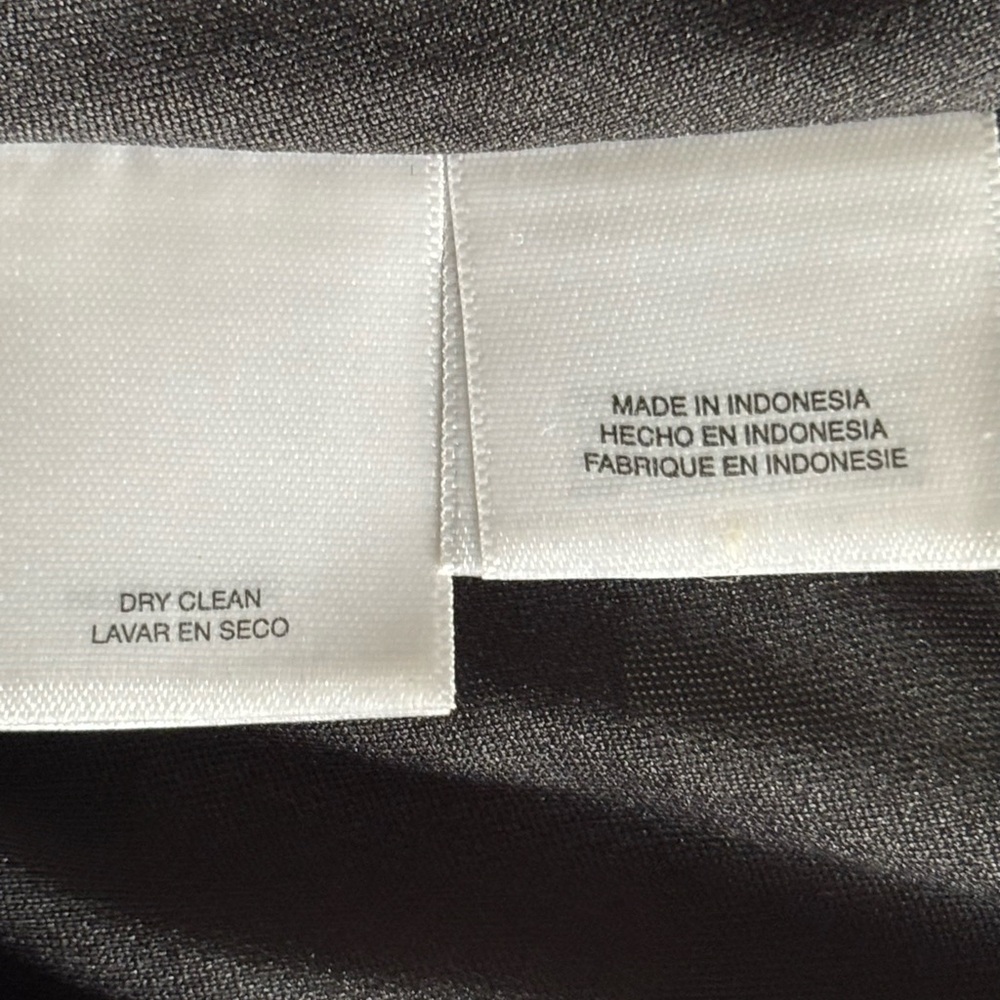 DRY CLEAN
LAVAR EN SECO
MADE IN INDONESIA
HECHO EN INDONESIA
FABRIQUE EN INDONESIE